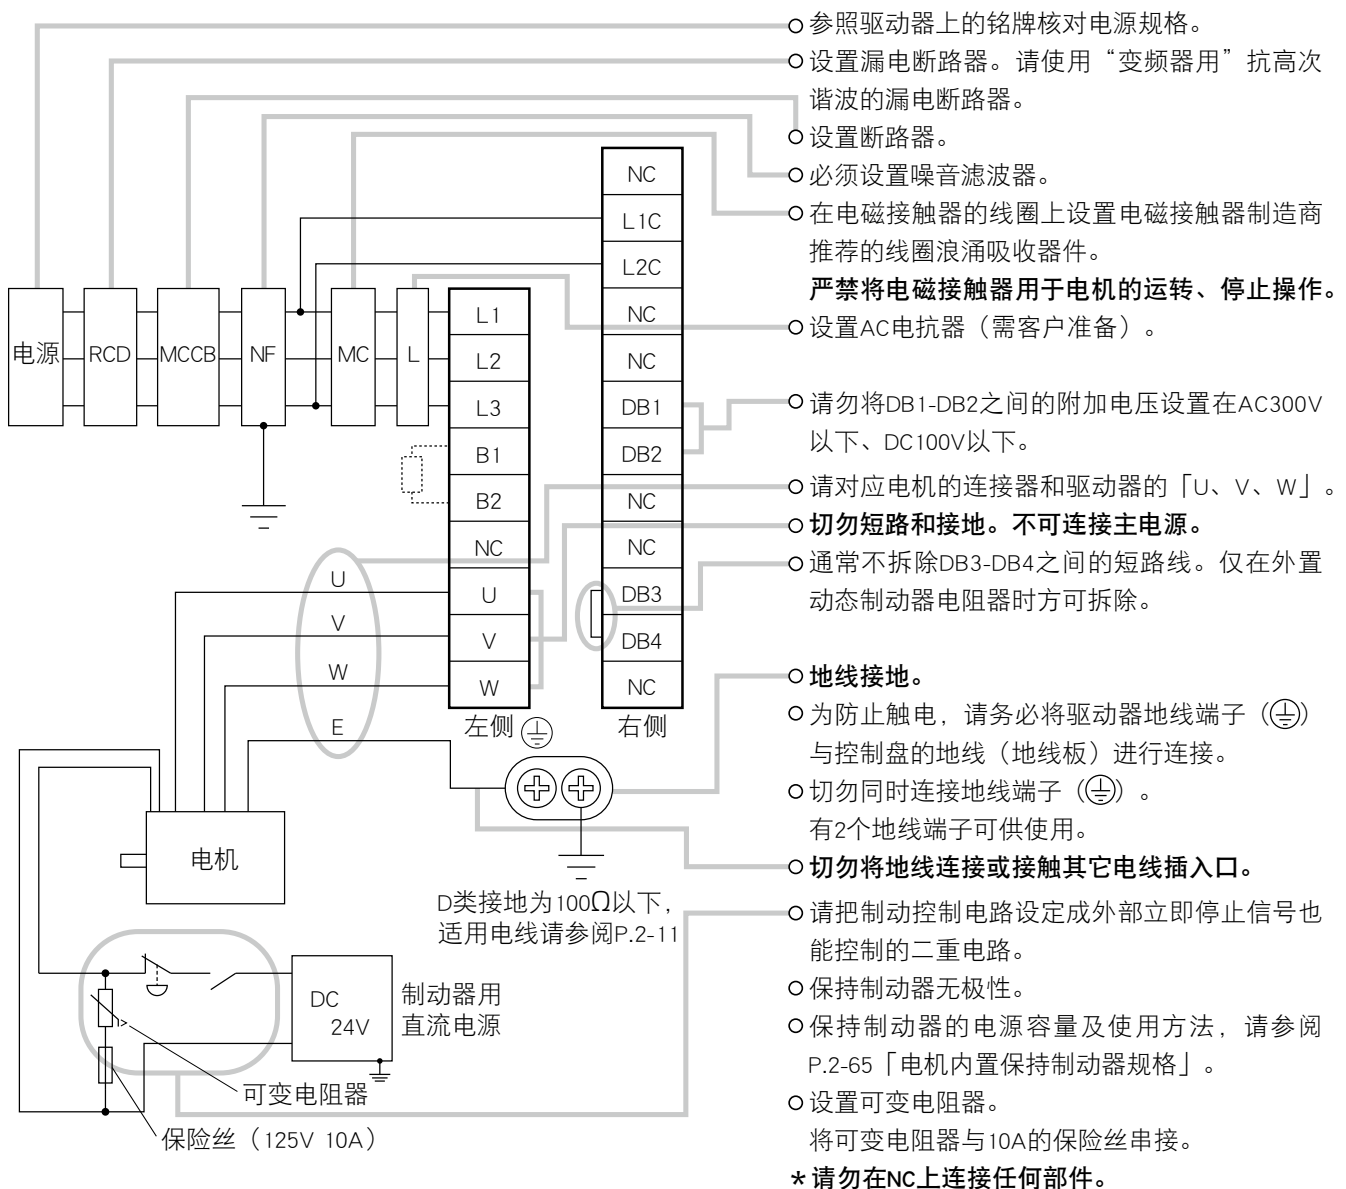 参照驱动器上的铭牌核对电源规格。
设置漏电断路器。请使用“变频器用”抗高次
谐波的漏电断路器。
设置断路器。
必须设置噪音滤波器。
在电磁接触器的线圈上设置电磁接触器制造商
推荐的线圈浪涌吸收器件。
严禁将电磁接触器用于电机的运转、停止操作。
设置AC电抗器（需客户准备）。
请勿将DB1-DB2之间的附加电压设置在AC300V
以下、DC100V以下。
请对应电机的连接器和驱动器的「U、V、W」。
切勿短路和接地。不可连接主电源。
通常不拆除DB3-DB4之间的短路线。仅在外置
动态制动器电阻器时方可拆除。
地线接地。
为防止触电，请务必将驱动器地线端子（⏚）
与控制盘的地线（地线板）进行连接。
切勿同时连接地线端子（⏚）。
有2个地线端子可供使用。
切勿将地线连接或接触其它电线插入口。
请把制动控制电路设定成外部立即停止信号也
能控制的二重电路。
保持制动器无极性。
保持制动器的电源容量及使用方法，请参阅
P.2-65「电机内置保持制动器规格」。
设置可变电阻器。
将可变电阻器与10A的保险丝串接。
*请勿在NC上连接任何部件。
电源
RCD
MCCB
NF
MC
L
L1
L2
L3
B1
B2
NC
U
V
W
左侧
NC
L1C
L2C
NC
NC
DB1
DB2
NC
NC
DB3
DB4
NC
右侧
U
V
W
E
电机
D类接地为100Ω以下，
适用电线请参阅P.2-11
DC
24V
制动器用
直流电源
可变电阻器
保险丝（125V 10A）